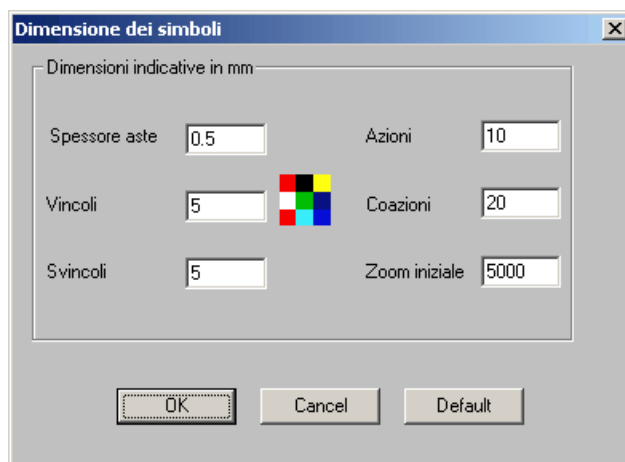 Dimensione dei simboli
Dimensioni indicative in mm
Spessore aste 0.5 Azioni 10
Vincoli 5 Coazioni 20
Svincoli 5 Zoom iniziale 5000
OK Cancel Default